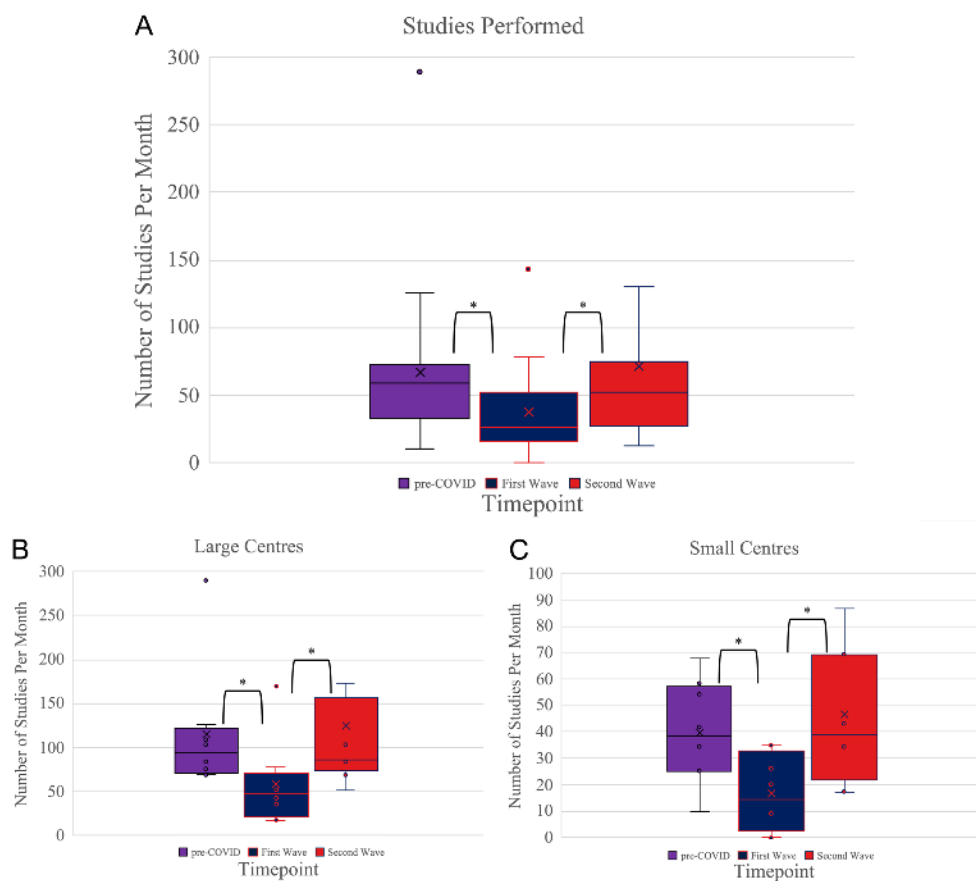 A
Studies Performed
300
250
200
150
100
50
0
Number of Studies Per Month
*
*
pre-COVID First Wave Second Wave
Timepoint
B
Large Centres
300
250
200
150
100
50
0
Number of Studies Per Month
*
*
pre-COVID First Wave Second Wave
Timepoint
C
Small Centres
100
90
80
70
60
50
40
30
20
10
0
Number of Studies Per Month
*
*
pre-COVID First Wave Second Wave
Timepoint